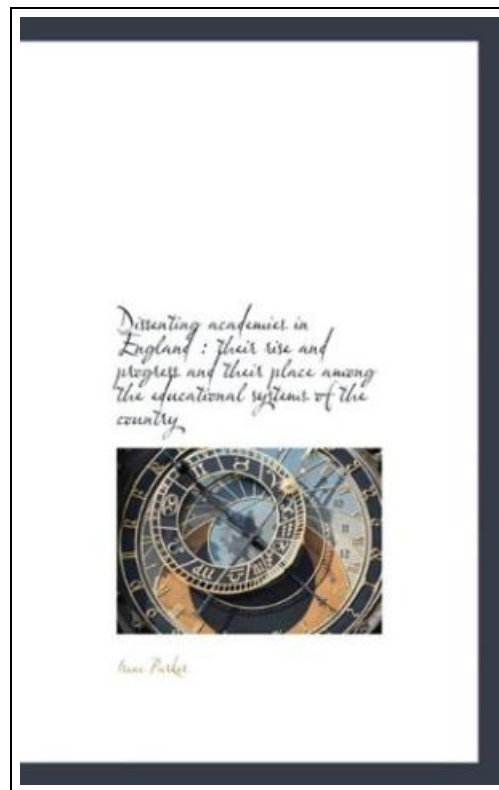 Dissenting academies in
England : their rise and
progress and their place among
the educational systems of the
country
12
Irene Parker